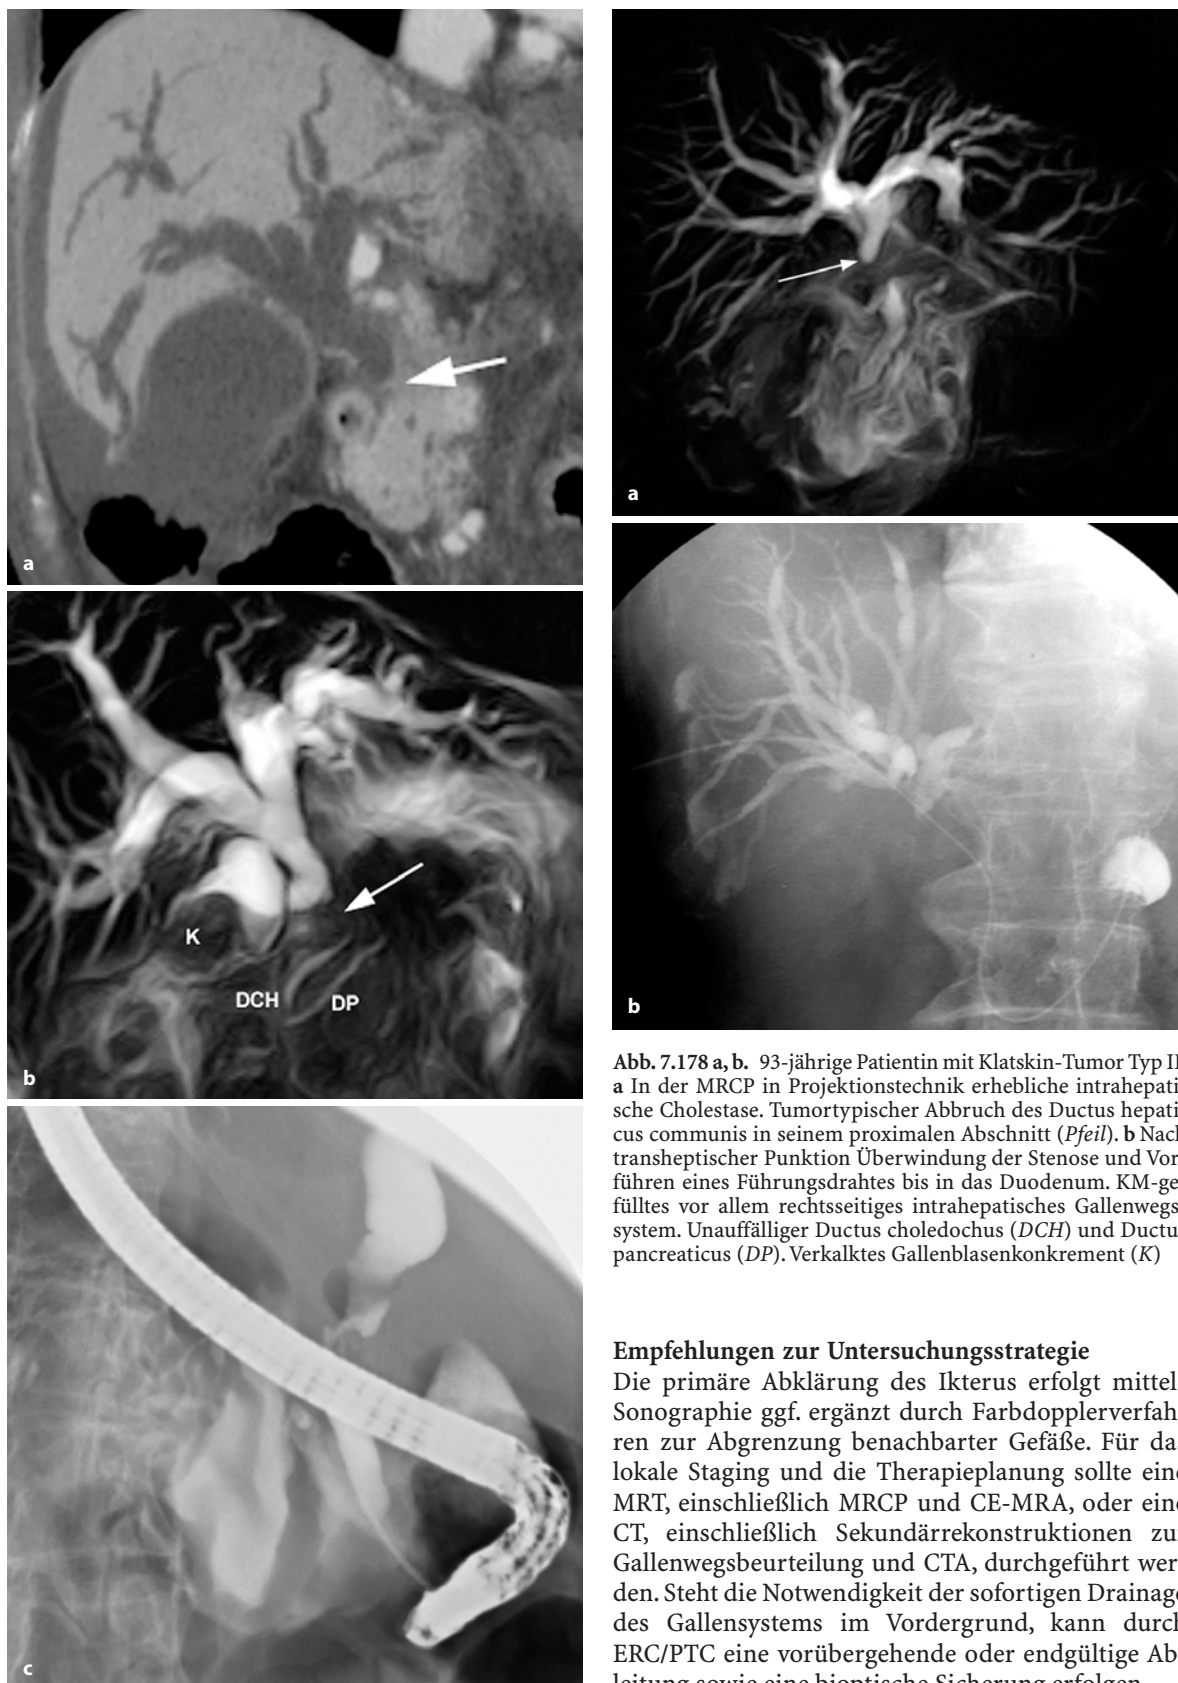 a
K
DCH
DP
b
c
a
b
Abb. 7.178 a, b. 93-jährige Patientin mit Klatskin-Tumor Typ II
a In der MRCP in Projektionstechnik erhebliche intrahepati
sche Cholestase. Tumortypischer Abbruch des Ductus hepati
cus communis in seinem proximalen Abschnitt (Pfeil). b Nach
transheptischer Punktion Überwindung der Stenose und Vor
führen eines Führungsdrahtes bis in das Duodenum. KM-ge
fülltes vor allem rechtsseitiges intrahepatisches Gallenwegs
system. Unauffälliger Ductus choledochus (DCH) und Ductu
pancreaticus (DP). Verkalktes Gallenblasenkonkrement (K)
Empfehlungen zur Untersuchungsstrategie
Die primäre Abklärung des Ikterus erfolgt mittel
Sonographie ggf. ergänzt durch Farbdopplerverfah
ren zur Abgrenzung benachbarter Gefäße. Für da
lokale Staging und die Therapieplanung sollte ein
MRT, einschließlich MRCP und CE-MRA, oder ein
CT, einschließlich Sekundärrekonstruktionen zu
Gallenwegsbeurteilung und CTA, durchgeführt wer
den. Steht die Notwendigkeit der sofortigen Drainag
des Gallensystems im Vordergrund, kann durch
ERC/PTC eine vorübergehende oder endgültige Ab
leitung sowie eine bioptische Sicherung erfolgen